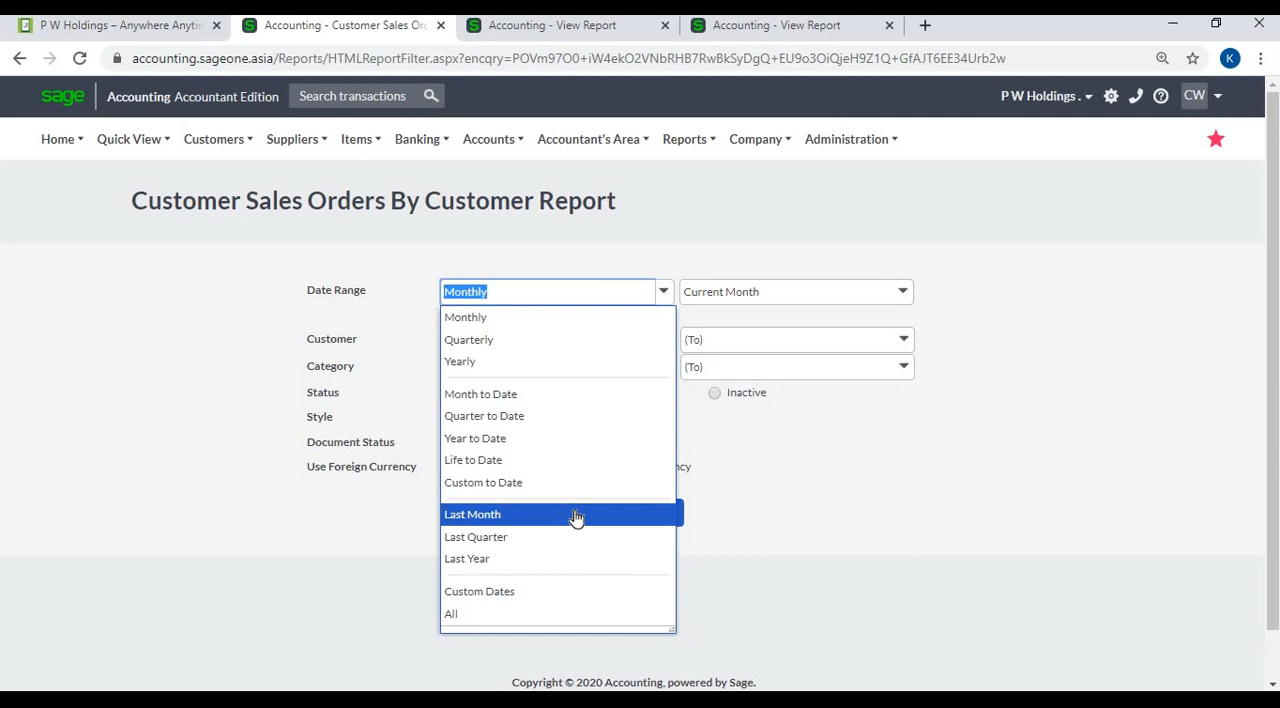 P W Holdings – Anywhere Anytin
Accounting - Customer Sales Ord
Accounting - View Report
Accounting - View Report
accounting.sageone.asia/Reports/HTMLReportFilter.aspx?encqry=POVm97O0+iW4ekO2VNbRHB7RwBkSyDgQ+EU9o3OiQjeH9Z1Q+GfAJT6EE34Urb2w
K
sage Accounting Accountant Edition Search transactions P W Holdings . CW
Home Quick View Customers Suppliers Items Banking Accounts Accountant's Area Reports Company Administration
Customer Sales Orders By Customer Report
Date Range Monthly Current Month
Monthly
Quarterly
Yearly
Month to Date
Quarter to Date
Year to Date
Life to Date
Custom to Date
Last Month
Last Quarter
Last Year
Custom Dates
All
Customer (To)
Category (To)
Status Inactive
Style
Document Status
Use Foreign Currency ncy
Copyright © 2020 Accounting, powered by Sage.